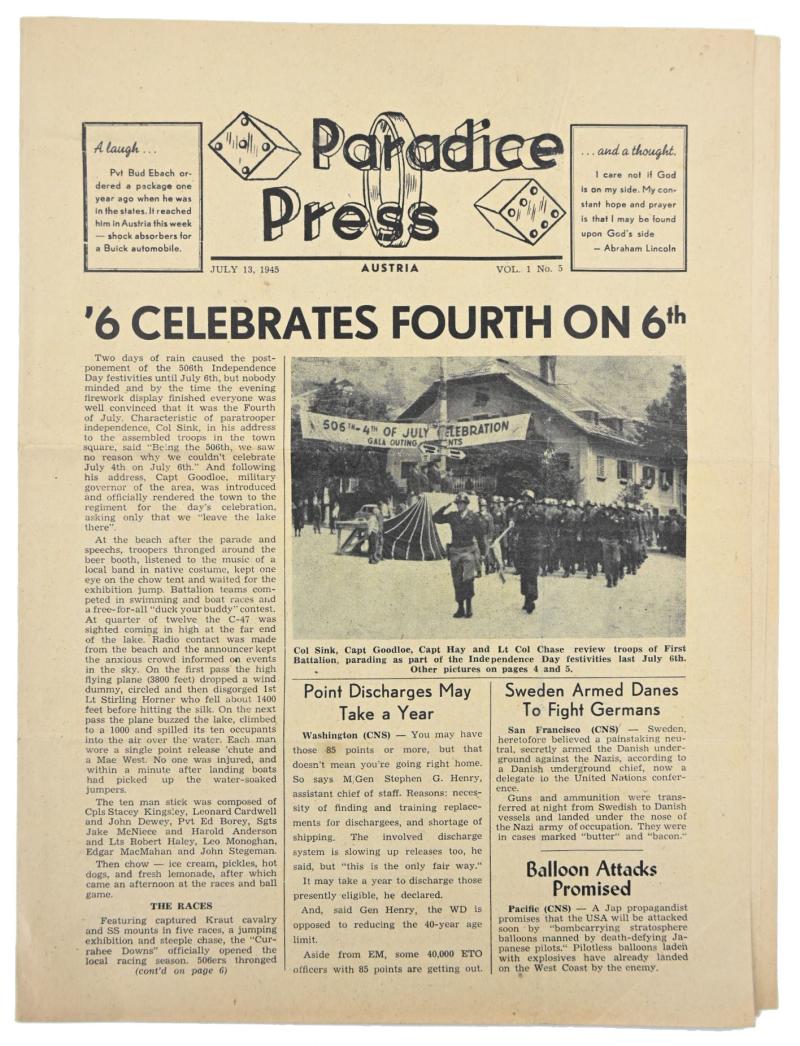 A laugh . . .
Pvt Bud Ebach or-
dered a package one
year ago when he was
in the states. It reached
him in Austria this week
— shock absorbers for
a Buick automobile.
Paradice
Press
. . . and a thought.
I care not if God
is on my side. My con-
stant hope and prayer
is that I may be found
upon God's side
— Abraham Lincoln
JULY 13, 1945
AUSTRIA
VOL. 1 No. 5
'6 CELEBRATES FOURTH ON 6th
Two days of rain caused the post-
ponement of the 506th Independence
Day festivities until July 6th, but nobody
minded and by the time the evening
firework display finished everyone was
well convinced that it was the Fourth
of July. Characteristic of paratrooper
independence, Col Sink, in his address
to the assembled troops in the town
square, said "Being the 506th, we saw
no reason why we couldn't celebrate
July 4th on July 6th." And following
his address, Capt Goodloe, military
governor of the area, was introduced
and officially rendered the town to the
regiment for the day's celebration,
asking only that we "leave the lake
there".
At the beach after the parade and
speechs, troopers thronged around the
beer booth, listened to the music of a
local band in native costume, kept one
eye on the chow tent and waited for the
exhibition jump. Battalion teams com-
peted in swimming and boat races and
a free-for-all "duck your buddy" contest.
At quarter of twelve the C-47 was
sighted coming in high at the far end
of the lake. Radio contact was made
from the beach and the announcer kept
the anxious crowd informed on events
in the sky. On the first pass the high
flying plane (3800 feet) dropped a wind
dummy, circled and then disgorged 1st
Lt Stirling Horner who fell about 1400
feet before hitting the silk. On the next
pass the plane buzzed the lake, climbed
to a 1000 and spilled its ten occupants
into the air over the water. Each man
wore a single point release 'chute and
a Mae West. No one was injured, and
within a minute after landing boats
had picked up the water-soaked
jumpers.
The ten man stick was composed of
Cpls Stacey Kingsley, Leonard Cardwell
and John Dewey, Pvt Ed Borey, Sgts
Jake McNiece and Harold Anderson
and Lts Robert Haley, Leo Monoghan,
Edgar MacMahan and John Stegeman.
Then chow — ice cream, pickles, hot
dogs, and fresh lemonade, after which
came an afternoon at the races and ball
game.
THE RACES
Featuring captured Kraut cavalry
and SS mounts in five races, a jumping
exhibition and steeple chase, the "Cur-
rahee Downs" officially opened the
local racing season. 506ers thronged
(cont'd on page 6)
506TH-4TH OF JULY CELEBRATION
GALA OUTING
Col Sink, Capt Goodloe, Capt Hay and Lt Col Chase review troops of First
Battalion, parading as part of the Independence Day festivities last July 6th.
Other pictures on pages 4 and 5.
Point Discharges May
Take a Year
Washington (CNS) — You may have
those 85 points or more, but that
doesn't mean you're going right home.
So says M,Gen Stephen G. Henry,
assistant chief of staff. Reasons: neces-
sity of finding and training replace-
ments for dischargees, and shortage of
shipping. The involved discharge
system is slowing up releases too, he
said, but "this is the only fair way."
It may take a year to discharge those
presently eligible, he declared.
And, said Gen Henry, the WD is
opposed to reducing the 40-year age
limit.
Aside from EM, some 40,000 ETO
officers with 85 points are getting out.
Sweden Armed Danes
To Fight Germans
San Francisco (CNS) — Sweden,
heretofore believed a painstaking neu-
tral, secretly armed the Danish under-
ground against the Nazis, according to
a Danish underground chief, now a
delegate to the United Nations confer-
ence.
Guns and ammunition were trans-
ferred at night from Swedish to Danish
vessels and landed under the nose of
the Nazi army of occupation. They were
in cases marked "butter" and "bacon."
Balloon Attacks
Promised
Pacific (CNS) — A Jap propagandist
promises that the USA will be attacked
soon by "bombcarrying stratosphere
balloons manned by death-defying Ja-
panese pilots." Pilotless balloons laden
with explosives have already landed
on the West Coast by the enemy.